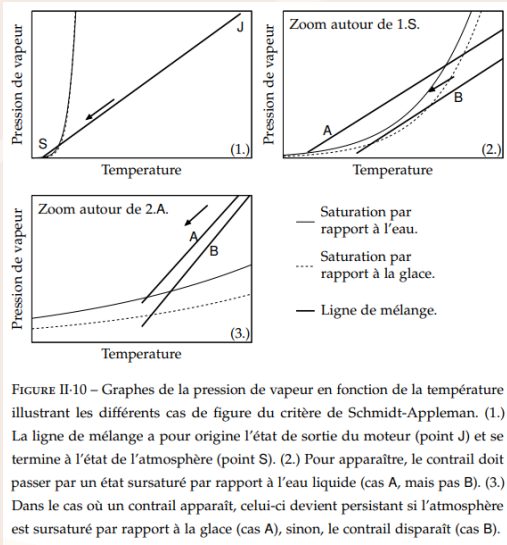 Pression de vapeur
J
S
(1.)
Temperature
Zoom autour de 1.S.
Pression de vapeur
A
B
(2.)
Temperature
Zoom autour de 2.A.
Pression de vapeur
A
B
(3.)
Temperature
Saturation par
rapport à l'eau.
Saturation par
rapport à la glace.
Ligne de mélange.
FIGURE II·10 – Graphes de la pression de vapeur en fonction de la température
illustrant les différents cas de figure du critère de Schmidt-Appleman. (1.)
La ligne de mélange a pour origine l'état de sortie du moteur (point J) et se
termine à l'état de l'atmosphère (point S). (2.) Pour apparaître, le contrail doit
passer par un état sursaturé par rapport à l'eau liquide (cas A, mais pas B). (3.)
Dans le cas où un contrail apparaît, celui-ci devient persistant si l'atmosphère
est sursaturé par rapport à la glace (cas A), sinon, le contrail disparaît (cas B).